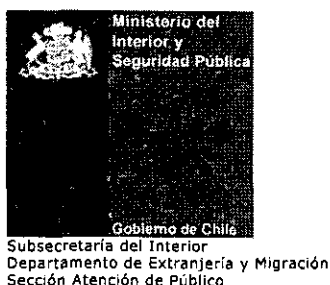 Ministerio del
Interior y
Seguridad Pública
Gobierno de Chile
Subsecretaría del Interior
Departamento de Extranjería y Migración
Sección Atención de Público